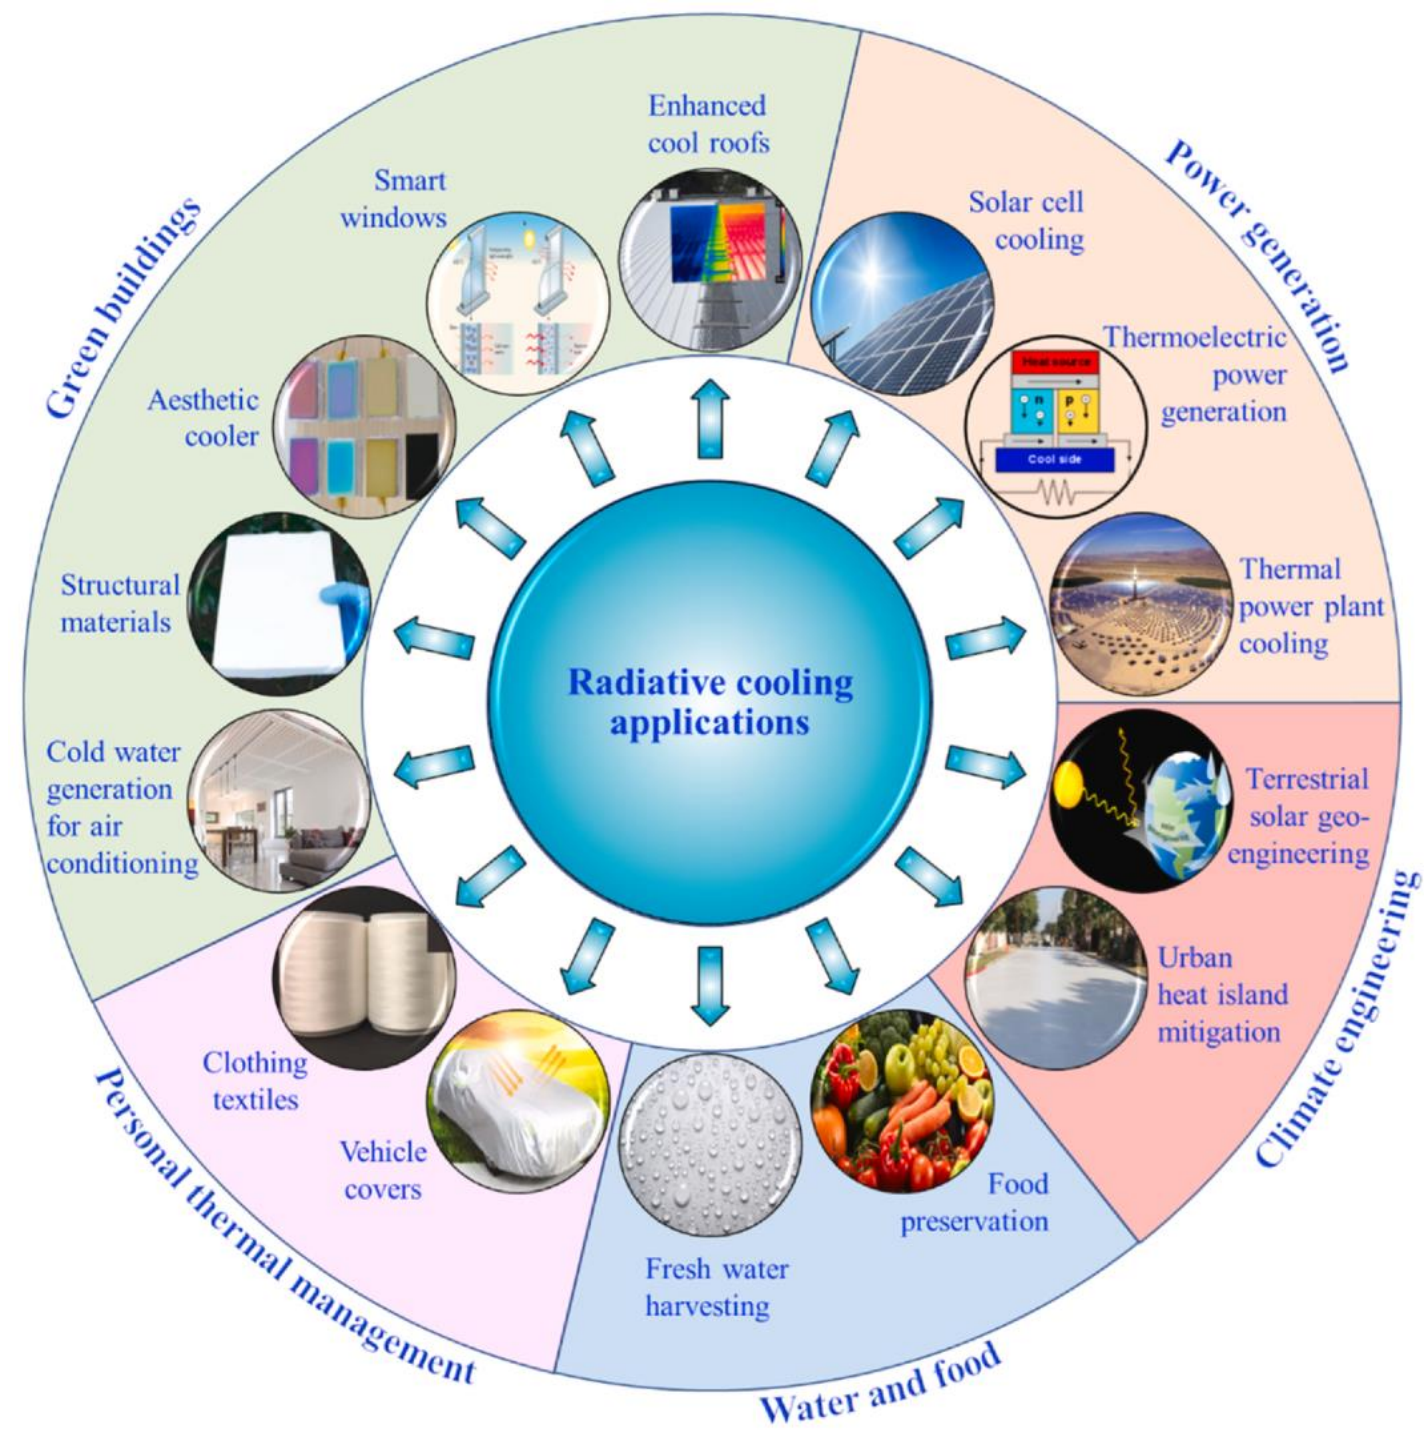 Radiative cooling
applications
Green buildings
Enhanced
cool roofs
Smart
windows
Aesthetic
cooler
Structural
materials
Cold water
generation
for air
conditioning
Power generation
Solar cell
cooling
Thermoelectric
power
generation
Heat source
n
p
Cool side
Thermal
power plant
cooling
Climate engineering
Terrestrial
solar geo-
engineering
Urban
heat island
mitigation
Water and food
Food
preservation
Fresh water
harvesting
Personal thermal management
Vehicle
covers
Clothing
textiles